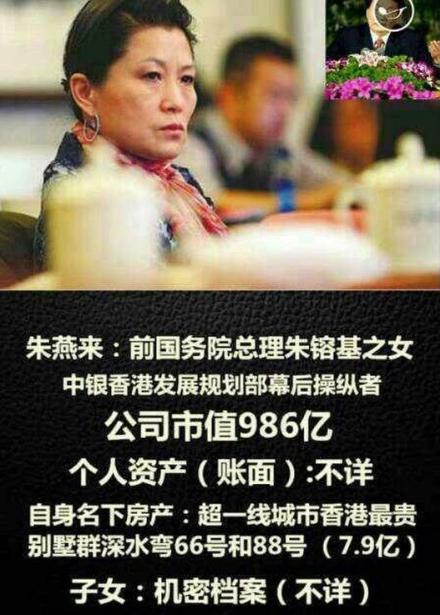 朱燕来：前国务院总理朱镕基之女
中银香港发展规划部幕后操纵者
公司市值986亿
个人资产（账面）:不详
自身名下房产：超一线城市香港最贵
别墅群深水弯66号和88号 （7.9亿）
子女：机密档案（不详）